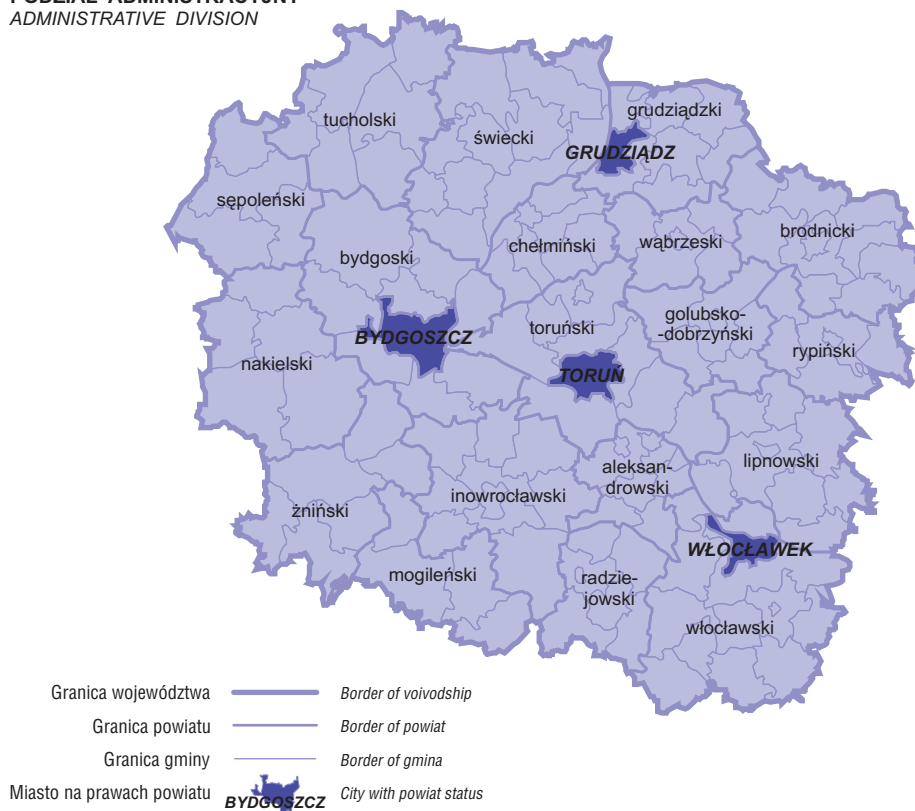 PODZIAŁ ADMINISTRACYJNY
ADMINISTRATIVE DIVISION
grudziądzki
tucholski
świecki
GRUDZIĄDZ
sępoleński
brodnicki
chełmiński
wąbrzeski
bydgoski
golubsko-
-dobrzyński
toruński
BYDGOSZCZ
rypiński
nakielski
TORUŃ
lipnowski
aleksan-
drowski
inowrocławski
żniński
WŁOCŁAWEK
mogileński
radzie-
jowski
włocławski
Granica województwa Border of voivodship
Granica powiatu Border of powiat
Granica gminy Border of gmina
Miasto na prawach powiatu BYDGOSZCZ City with powiat status